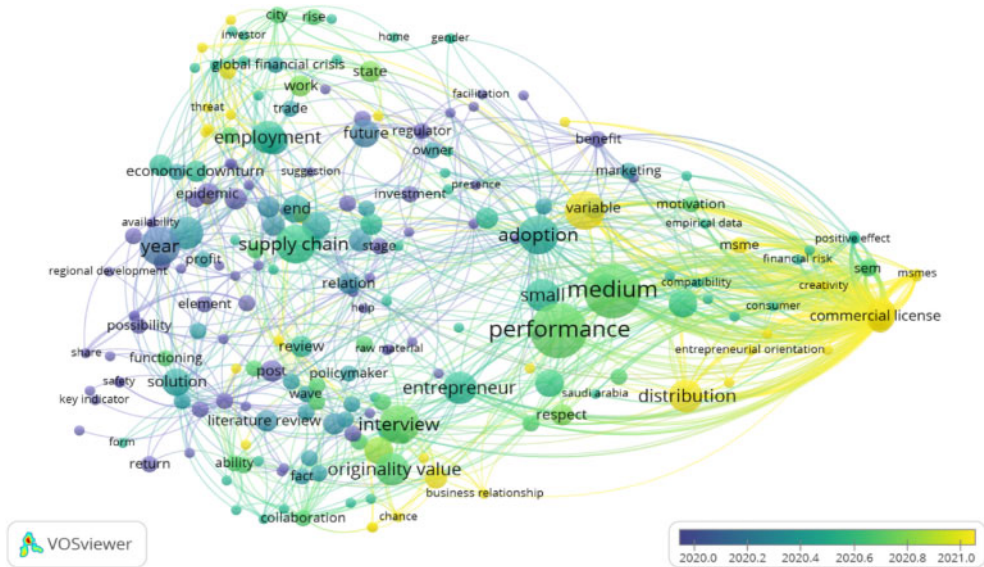 city
rise
investor
home
gender
global financial crisis
state
work
facilitation
threat
trade
employment
future
regulator
benefit
owner
economic downturn
suggestion
marketing
epidemic
presence
investment
motivation
end
variable
availability
empirical data
adoption
year
supply chain
stage
msme
positive effect
profit
financial risk
sem
regional development
msmes
relation
compatibility
creativity
small
medium
element
help
consumer
commercial license
possibility
performance
share
review
raw material
entrepreneurial orientation
functioning
safety
solution
post
policymaker
entrepreneur
saudi arabia
distribution
key indicator
wave
respect
literature review
interview
form
return
ability
fact
originality value
business relationship
collaboration
chance
VOSviewer
2020.0 2020.2 2020.4 2020.6 2020.8 2021.0